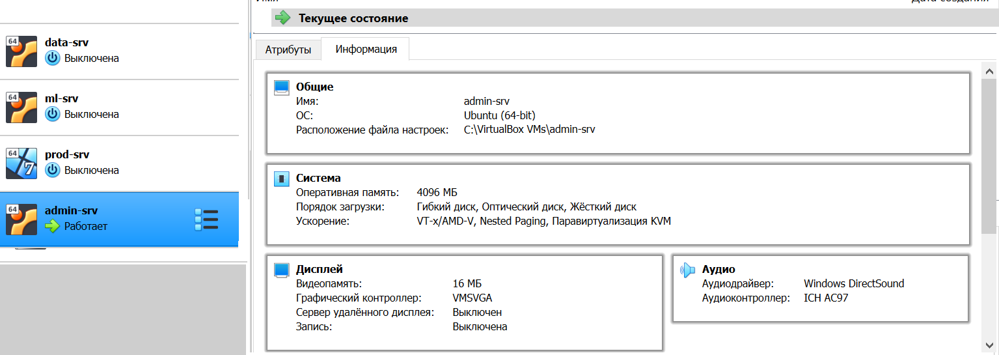 Имя
Дата создания
Текущее состояние
64
data-srv
Выключена
64
ml-srv
Выключена
64
7
prod-srv
Выключена
64
admin-srv
Работает
Атрибуты
Информация
Общие
Имя: admin-srv
ОС: Ubuntu (64-bit)
Расположение файла настроек: C:\VirtualBox VMs\admin-srv
Система
Оперативная память: 4096 МБ
Порядок загрузки: Гибкий диск, Оптический диск, Жёсткий диск
Ускорение: VT-x/AMD-V, Nested Paging, Паравиртуализация KVM
Дисплей
Видеопамять: 16 МБ
Графический контроллер: VMSVGA
Сервер удалённого дисплея: Выключен
Запись: Выключена
Аудио
Аудиодрайвер: Windows DirectSound
Аудиоконтроллер: ICH AC97